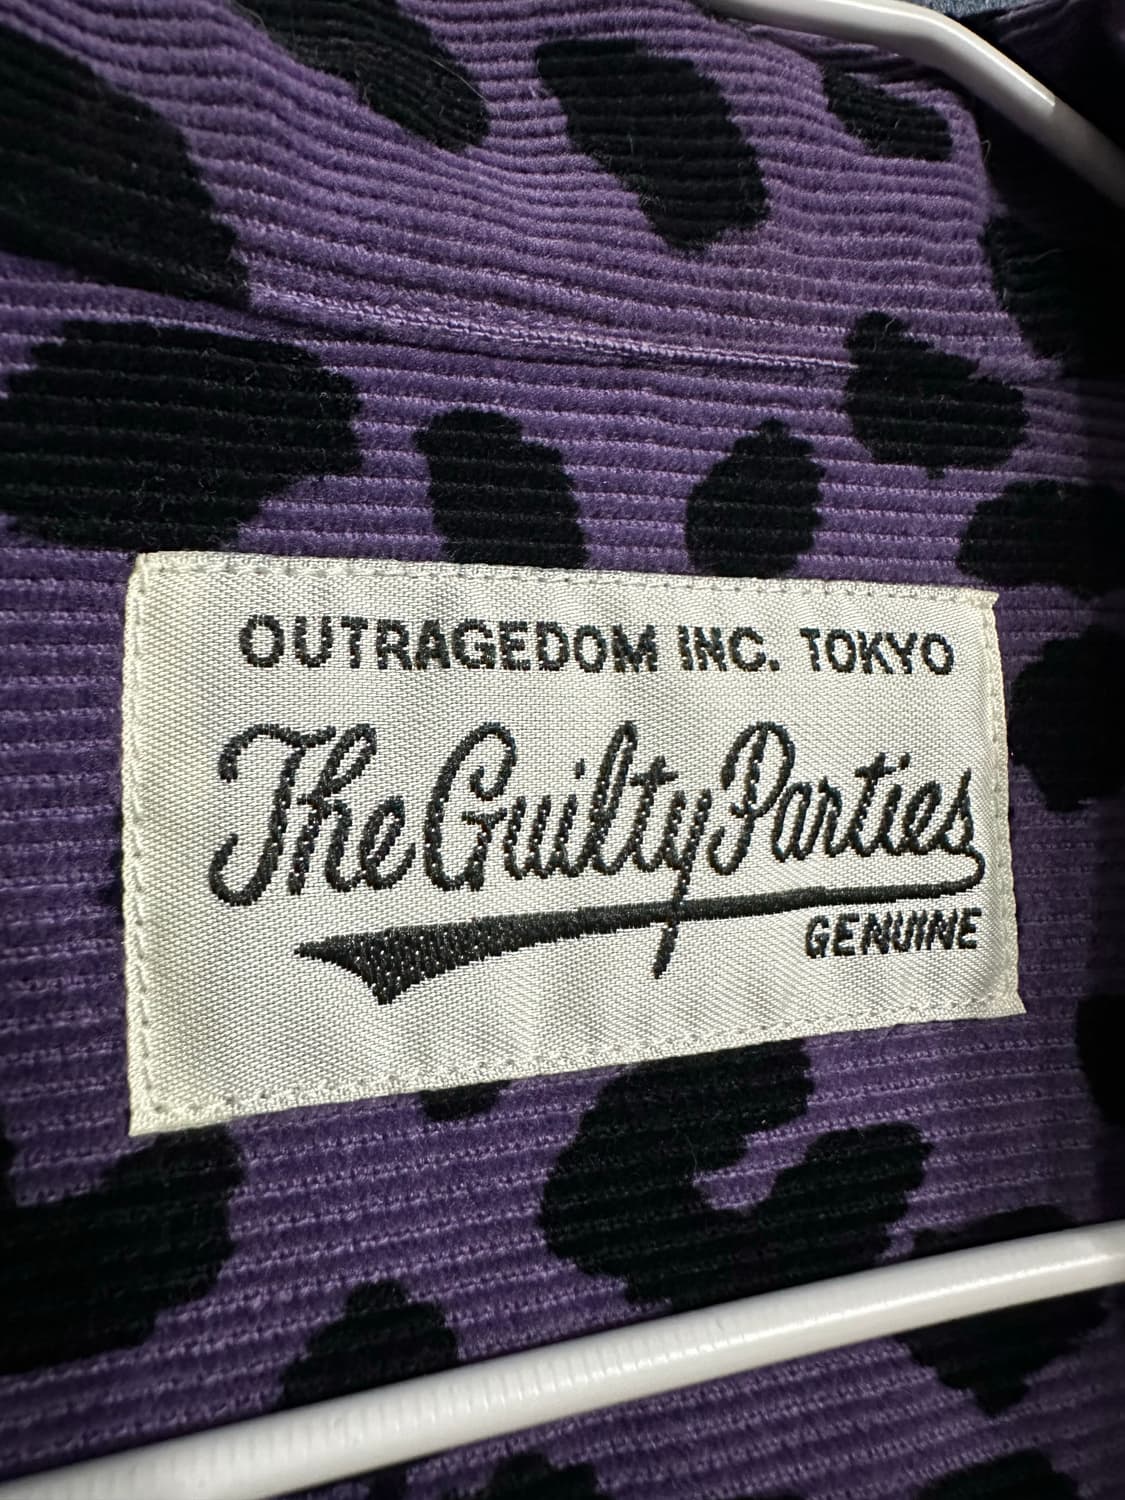 OUTRAGEDOM INC. TOKYO
The Guilty Parties
GENUINE